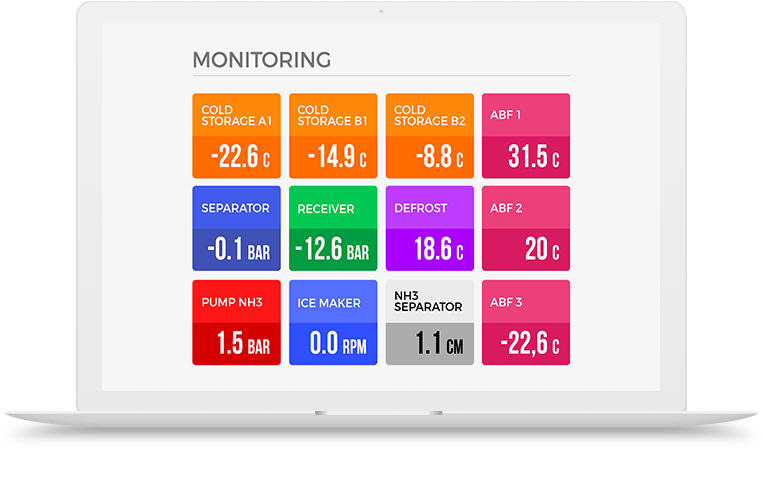 MONITORING
COLD
STORAGE A1
-22.6 C
COLD
STORAGE B1
-14.9 C
COLD
STORAGE B2
-8.8 C
ABF 1
31.5 C
SEPARATOR
-0.1 BAR
RECEIVER
-12.6 BAR
DEFROST
18.6 C
ABF 2
20 C
PUMP NH3
1.5 BAR
ICE MAKER
0.0 RPM
NH3
SEPARATOR
1.1 CM
ABF 3
-22,6 C